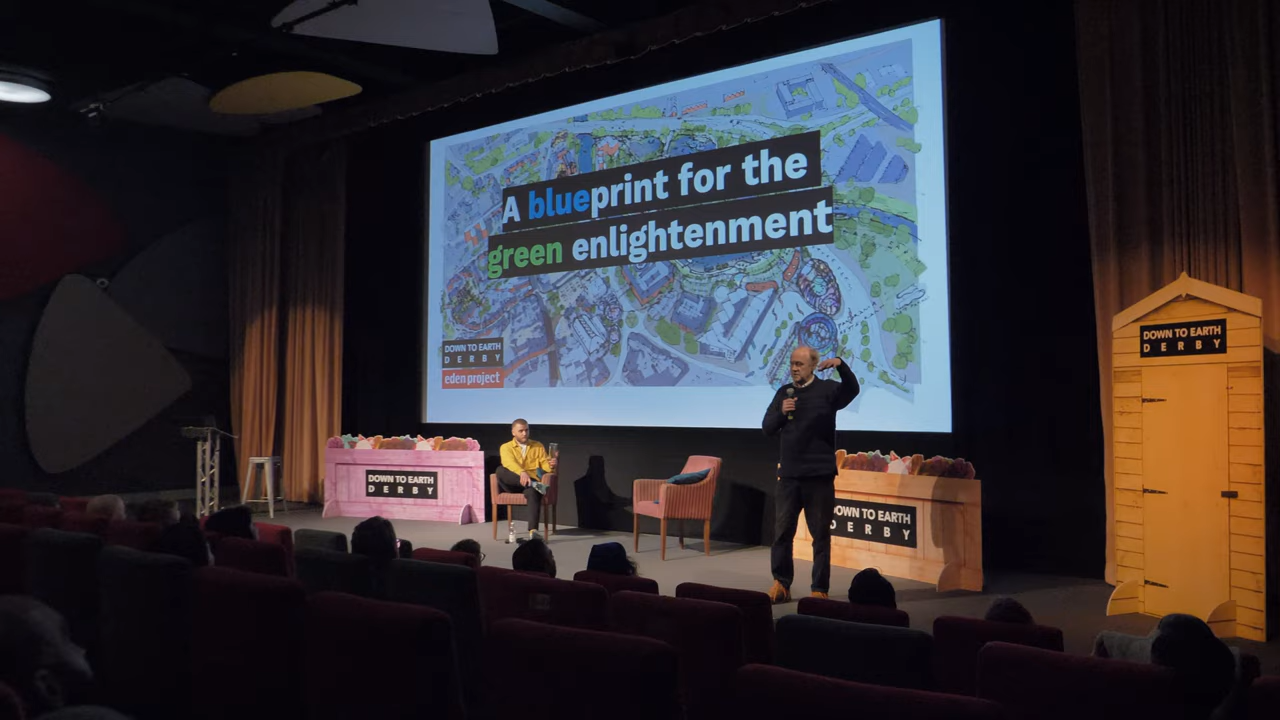 A blueprint for the
green enlightenment
DOWN TO EARTH
DERBY
eden project
DOWN TO EARTH
DERBY
DOWN TO EARTH
DERBY
DOWN TO EARTH
DERBY